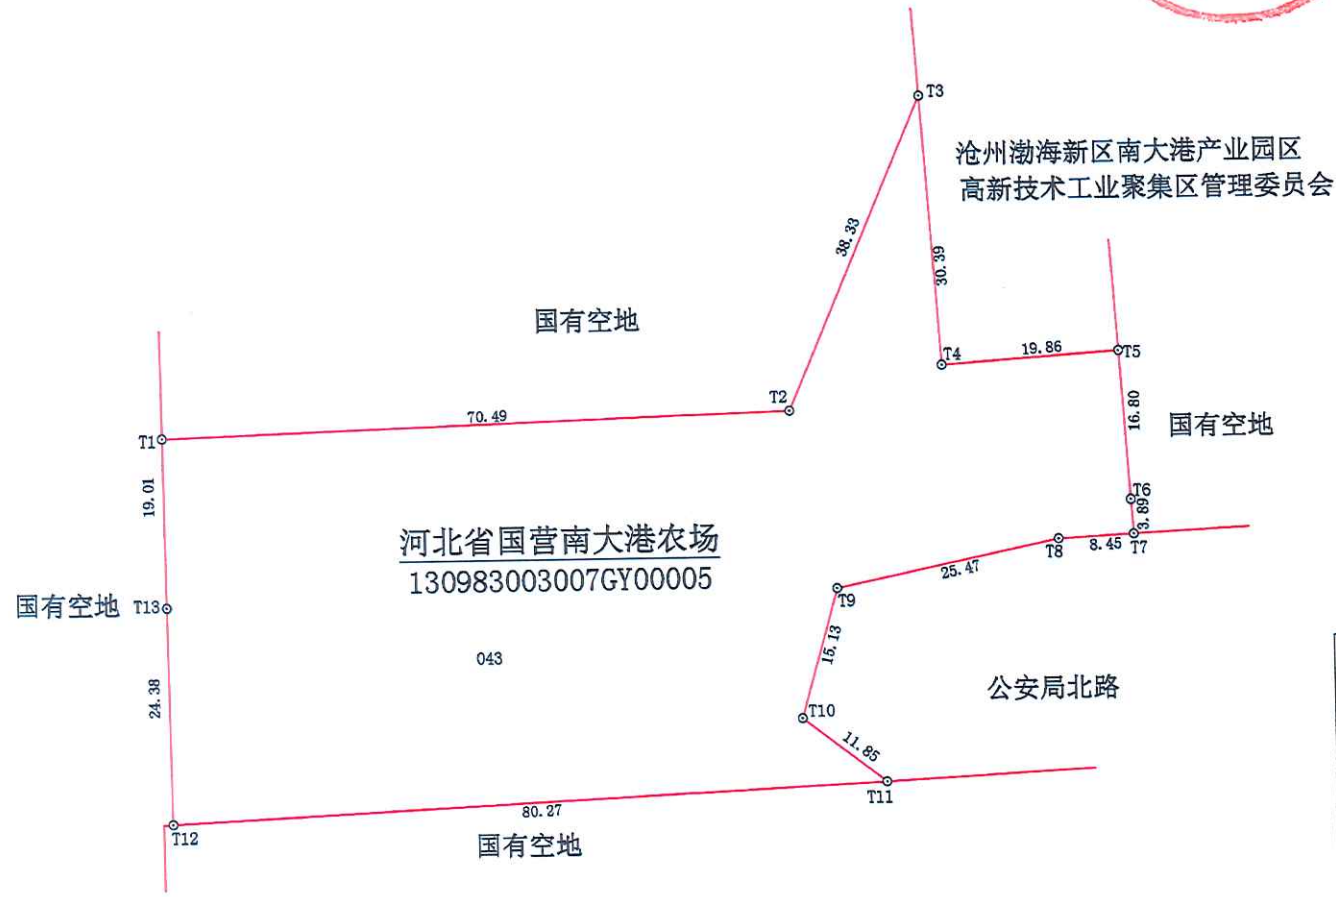 T3
沧州渤海新区南大港产业园区
高新技术工业聚集区管理委员会
38.33
30.39
国有空地
T4
19.86
T5
T2
70.49
16.80
国有空地
T1
19.01
T6
3.89
河北省国营南大港农场
130983003007GY00005
T8
8.45
T7
25.47
T9
国有空地
T13
15.13
043
24.38
公安局北路
T10
11.85
T11
80.27
T12
国有空地